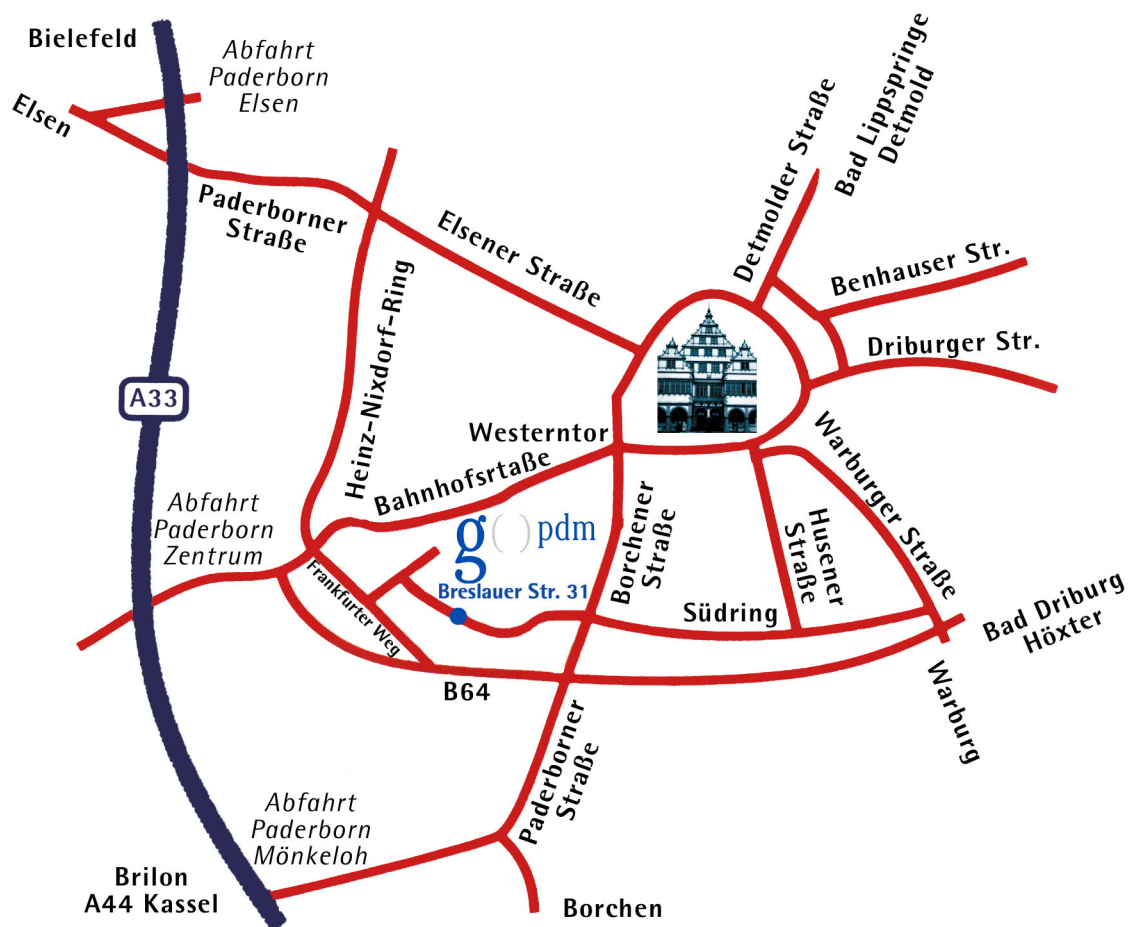 Bielefeld
Abfahrt
Paderborn
Elsen
Elsen
Paderborner
Straße
Elsener Straße
Detmolder Straße
Bad Lippspringe
Detmold
Benhauser Str.
Driburger Str.
Heinz-Nixdorf-Ring
A33
Westerntor
Bahnhofsrtaße
Warburger Straße
Abfahrt
Paderborn
Zentrum
g( ) pdm
Breslauer Str. 31
Frankfurter Weg
Borchener
Straße
Husener
Straße
Südring
Bad Driburg
Höxter
B64
Warburg
Paderborner
Straße
Abfahrt
Paderborn
Mönkeloh
Brilon
A44 Kassel
Borchen